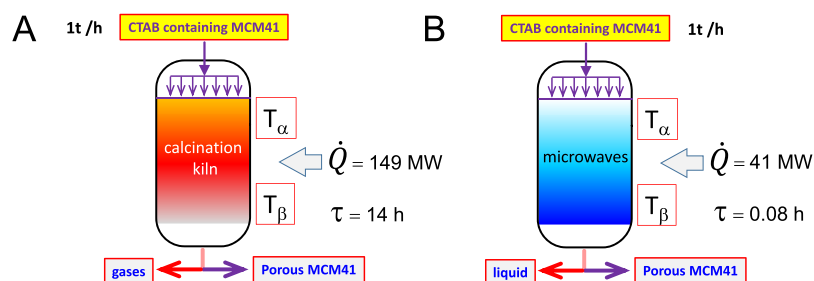 A
1t /h
CTAB containing MCM41
Tα
calcination
kiln
Q̇ = 149 MW
Tβ
τ = 14 h
gases
Porous MCM41
B
CTAB containing MCM41
1t /h
Tα
microwaves
Q̇ = 41 MW
Tβ
τ = 0.08 h
liquid
Porous MCM41